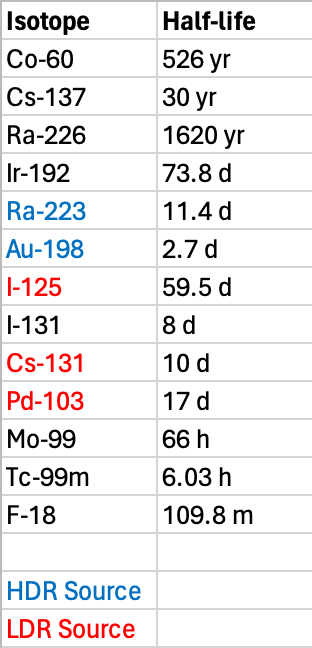 Isotope Half-life
Co-60 526 yr
Cs-137 30 yr
Ra-226 1620 yr
Ir-192 73.8 d
Ra-223 11.4 d
Au-198 2.7 d
I-125 59.5 d
I-131 8 d
Cs-131 10 d
Pd-103 17 d
Mo-99 66 h
Tc-99m 6.03 h
F-18 109.8 m
HDR Source
LDR Source